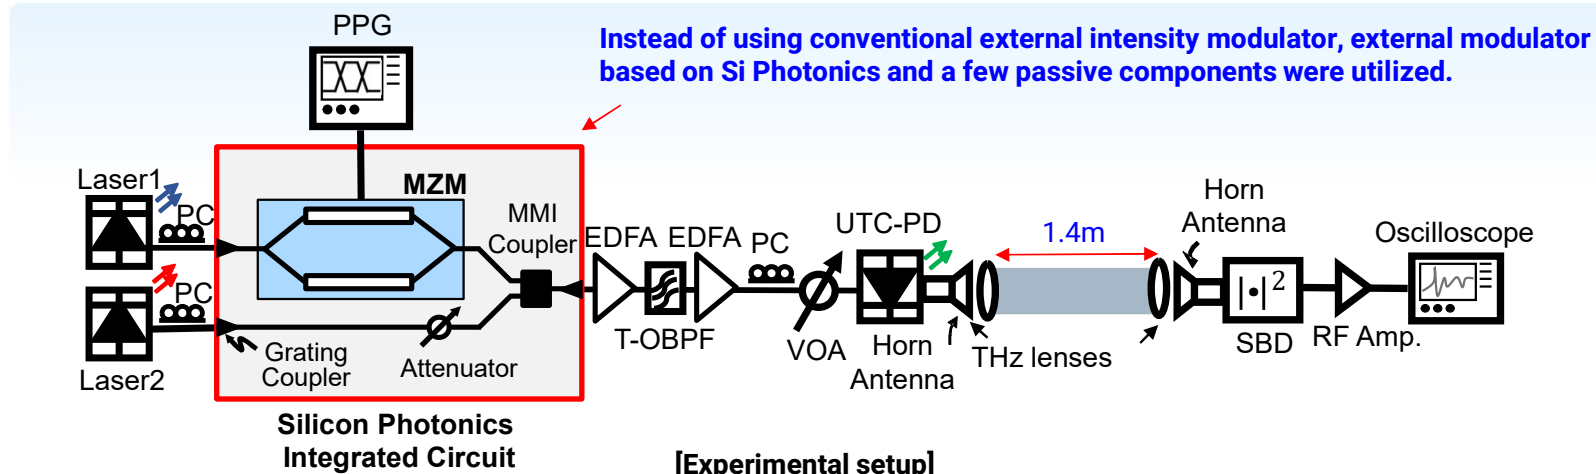 PPG
Instead of using conventional external intensity modulator, external modulator
based on Si Photonics and a few passive components were utilized.
Laser1
PC
MZM
MMI
Coupler
EDFA
EDFA
PC
UTC-PD
1.4m
Horn
Antenna
Oscilloscope
PC
Laser2
Grating
Coupler
Attenuator
T-OBPF
VOA
Horn
Antenna
THz lenses
|•|²
SBD
RF Amp.
Silicon Photonics
Integrated Circuit
[Experimental setup]